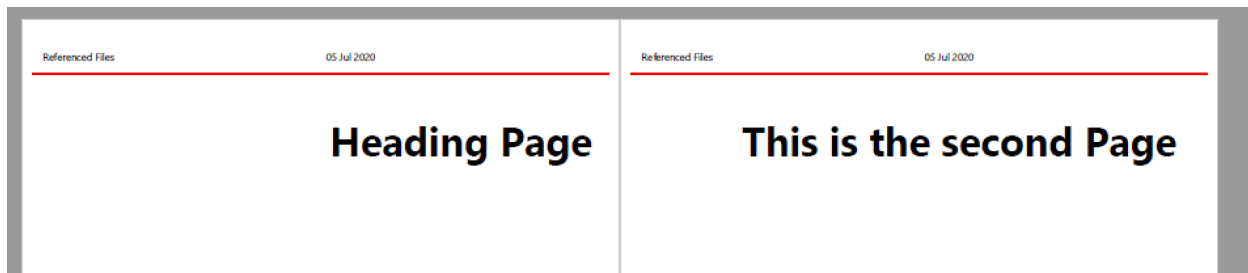 Referenced Files 05 Jul 2020
Heading Page
Referenced Files 05 Jul 2020
This is the second Page